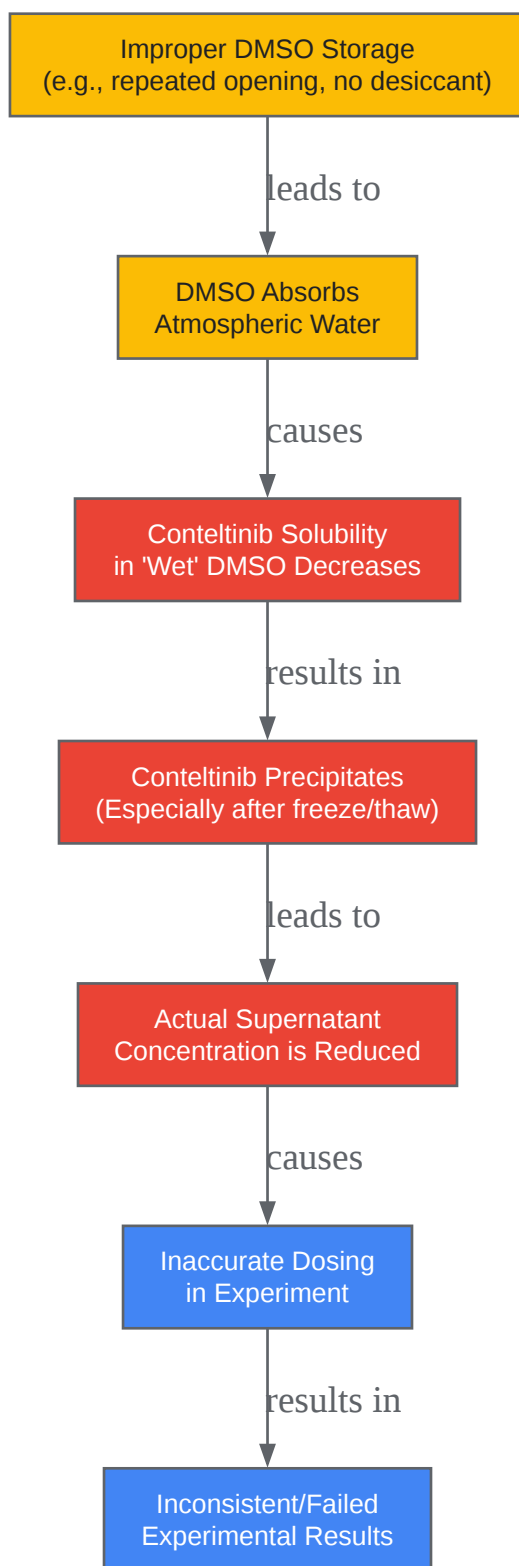 Improper DMSO Storage
(e.g., repeated opening, no desiccant)
leads to
DMSO Absorbs
Atmospheric Water
causes
Conteltinib Solubility
in 'Wet' DMSO Decreases
results in
Conteltinib Precipitates
(Especially after freeze/thaw)
leads to
Actual Supernatant
Concentration is Reduced
causes
Inaccurate Dosing
in Experiment
results in
Inconsistent/Failed
Experimental Results